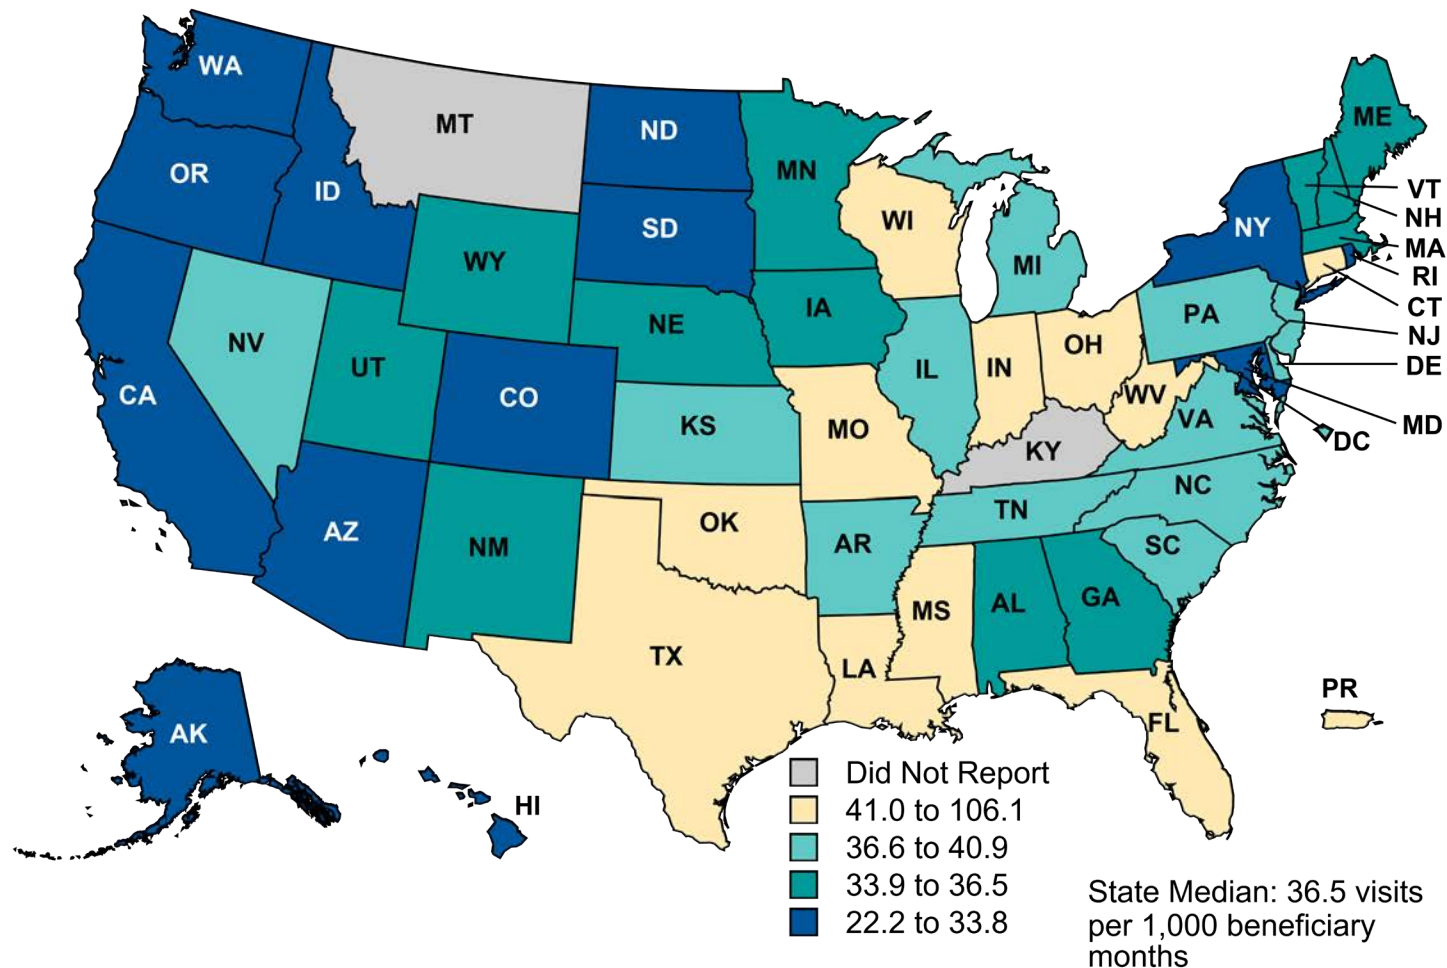 WA
MT
ND
MN
ME
OR
ID
SD
WI
VT
NH
NY
MA
WY
MI
RI
CT
NE
IA
PA
NJ
NV
UT
IL
IN
OH
DE
CA
CO
WV
MD
KS
MO
VA
DC
KY
NC
TN
AZ
NM
OK
AR
SC
MS
AL
GA
TX
LA
PR
FL
AK
HI
Did Not Report
41.0 to 106.1
36.6 to 40.9
33.9 to 36.5
22.2 to 33.8
State Median: 36.5 visits
per 1,000 beneficiary
months